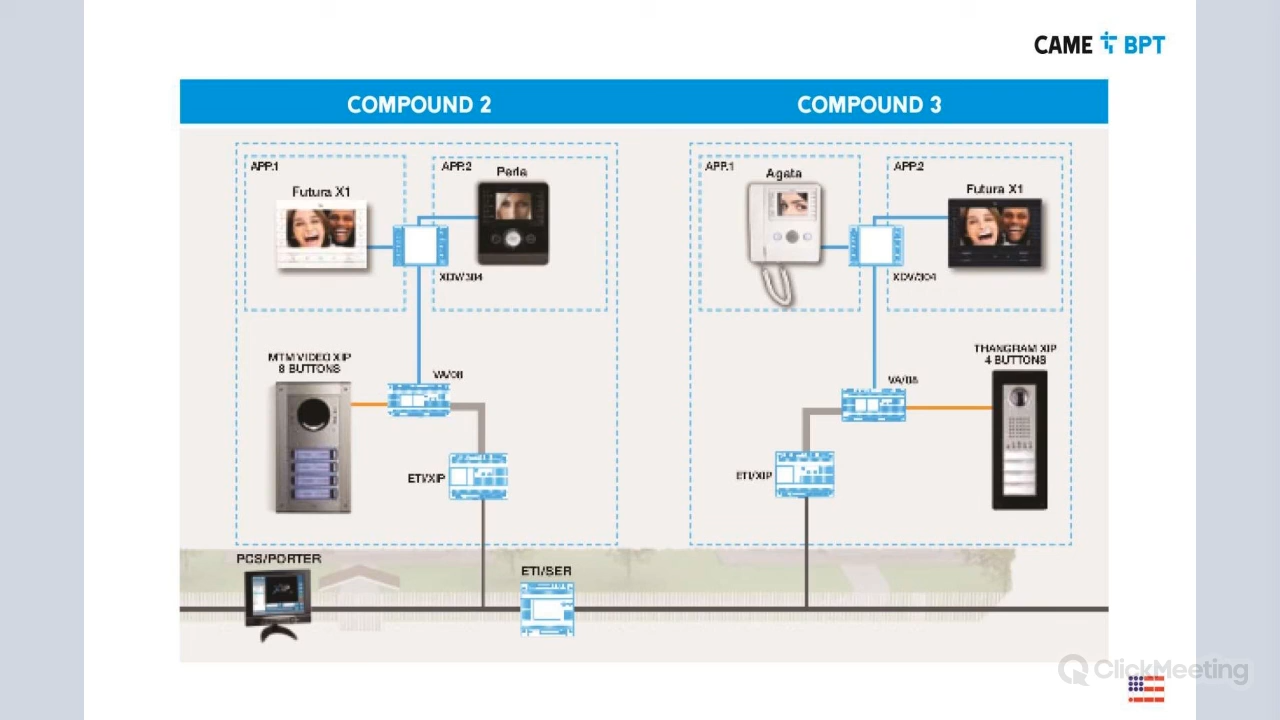 CAME BPT
COMPOUND 2
COMPOUND 3
APP.1
Futura X1
APP.2
Perla
XDV/304
MTM VIDEO XIP
8 BUTTONS
VA/08
ETI/XIP
APP.1
Agata
APP.2
Futura X1
XDV/304
THANGRAM XIP
4 BUTTONS
VA/08
ETI/XIP
PCS/PORTER
ETI/SER
ClickMeeting